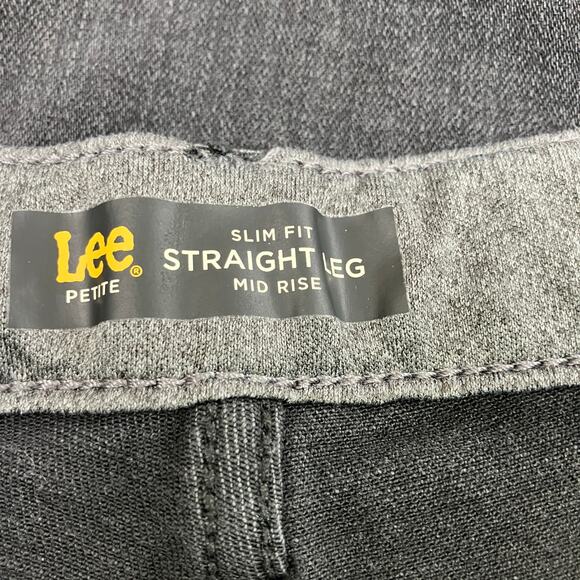 Lee®
PETITE
SLIM FIT
STRAIGHT LEG
MID RISE